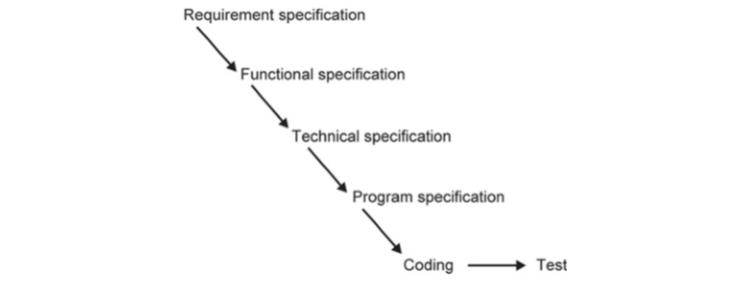 Requirement specification
Functional specification
Technical specification
Program specification
Coding
Test